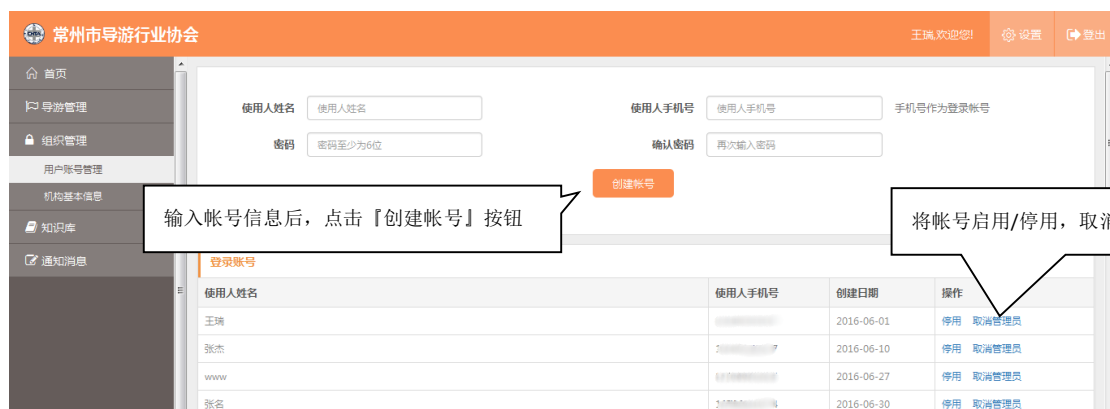 常州市导游行业协会
王瑞,欢迎您! 设置 登出
首页
导游管理
组织管理
用户账号管理
机构基本信息
知识库
通知消息
使用人姓名 使用人姓名 使用人手机号 使用人手机号 手机号作为登录帐号
密码 密码至少为6位 确认密码 再次输入密码
创建帐号
输入帐号信息后，点击『创建帐号』按钮
将帐号启用/停用，取消
登录账号
使用人姓名 使用人手机号 创建日期 操作
王瑞 2016-06-01 停用 取消管理员
张杰 2016-06-10 停用 取消管理员
www 2016-06-27 停用 取消管理员
张名 2016-06-30 停用 取消管理员